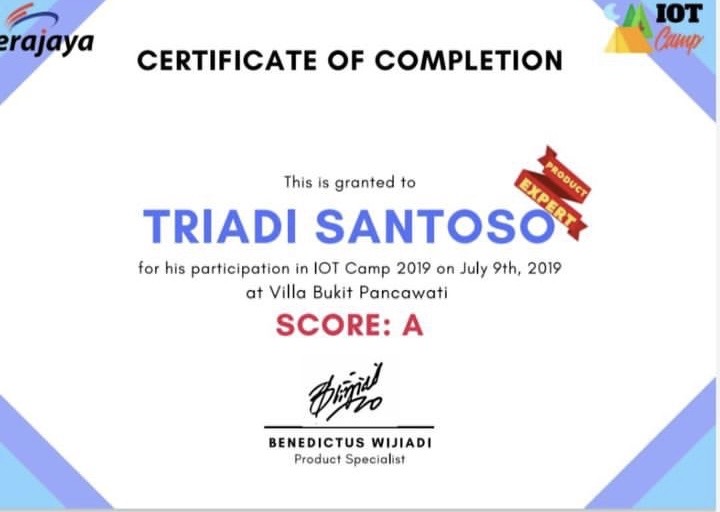 erajaya
IOT
Camp
CERTIFICATE OF COMPLETION
This is granted to
PRODUCT
EXPERT
TRIADI SANTOSO
for his participation in IOT Camp 2019 on July 9th, 2019
at Villa Bukit Pancawati
SCORE: A
BENEDICTUS WIJIADI
Product Specialist